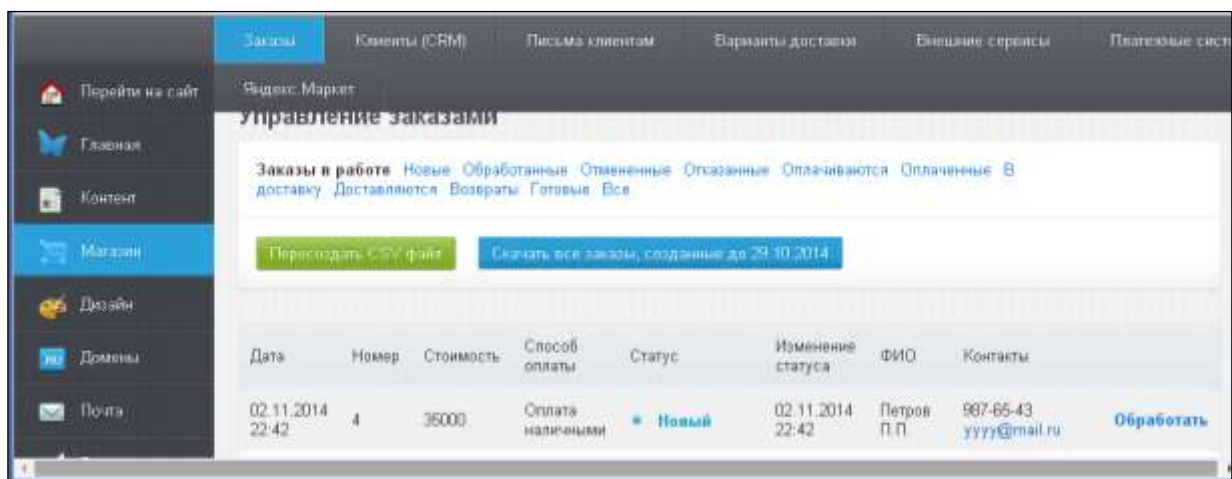 Заказы Клиенты (CRM) Письма клиентам Варианты доставки Внешние сервисы Платежные сист
Перейти на сайт
Яндекс.Маркет
Управление заказами
Главная
Заказы в работе Новые Обработанные Отмененные Отказанные Оплачиваются Оплаченные В
доставку Доставляются Возвраты Готовые Все
Контент
Магазин
Пересоздать CSV файл Скачать все заказы, созданные до 29.10.2014
Дизайн
Домены
Дата Номер Стоимость Способ оплаты Статус Изменение статуса ФИО Контакты
Почта
02.11.2014 22:42 4 35000 Оплата наличными Новый 02.11.2014 22:42 Петров П.П. 987-65-43 yyyy@mail.ru Обработать